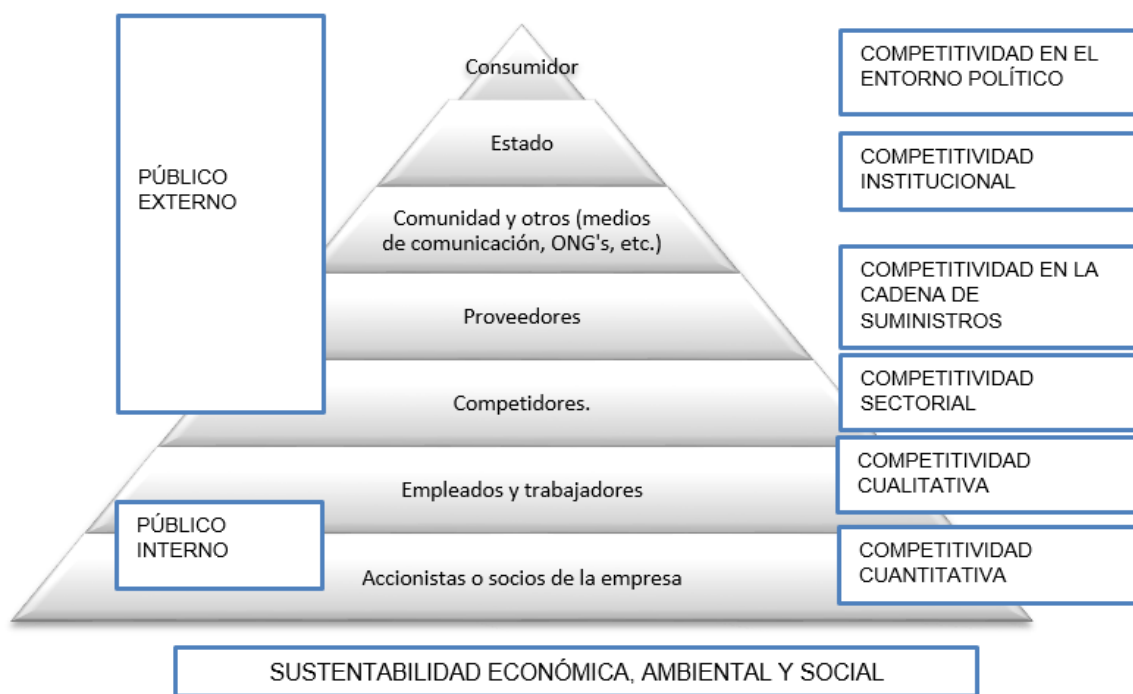 PÚBLICO
EXTERNO
PÚBLICO
INTERNO
Consumidor
Estado
Comunidad y otros (medios
de comunicación, ONG's, etc.)
Proveedores
Competidores.
Empleados y trabajadores
Accionistas o socios de la empresa
COMPETITIVIDAD EN EL
ENTORNO POLÍTICO
COMPETITIVIDAD
INSTITUCIONAL
COMPETITIVIDAD EN LA
CADENA DE
SUMINISTROS
COMPETITIVIDAD
SECTORIAL
COMPETITIVIDAD
CUALITATIVA
COMPETITIVIDAD
CUANTITATIVA
SUSTENTABILIDAD ECONÓMICA, AMBIENTAL Y SOCIAL